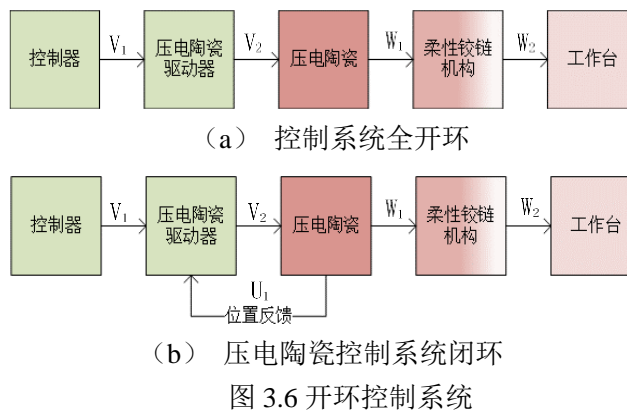 控制器 V₁ 压电陶瓷驱动器 V₂ 压电陶瓷 W₁ 柔性铰链机构 W₂ 工作台
（a） 控制系统全开环
控制器 V₁ 压电陶瓷驱动器 V₂ 压电陶瓷 W₁ 柔性铰链机构 W₂ 工作台
U₁
位置反馈
（b） 压电陶瓷控制系统闭环
图 3.6 开环控制系统